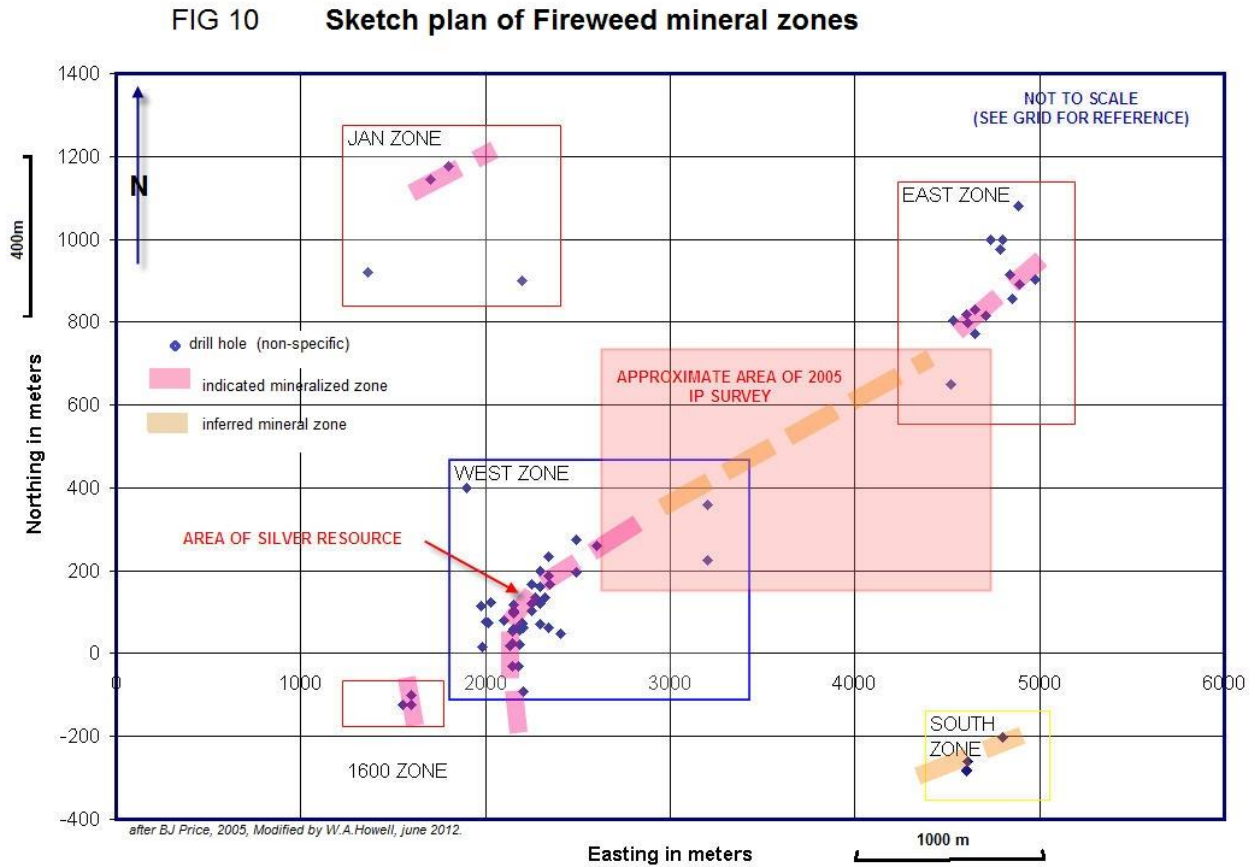 FIG 10 Sketch plan of Fireweed mineral zones
1400
NOT TO SCALE
(SEE GRID FOR REFERENCE)
JAN ZONE
1200
N
EAST ZONE
400m
1000
800
drill hole (non-specific)
indicated mineralized zone
inferred mineral zone
APPROXIMATE AREA OF 2005
IP SURVEY
600
Northing in meters
WEST ZONE
400
AREA OF SILVER RESOURCE
200
0
0 1000 2000 3000 4000 5000 6000
SOUTH
ZONE
-200
1600 ZONE
-400
after BJ Price, 2005, Modified by W.A.Howell, june 2012.
1000 m
Easting in meters